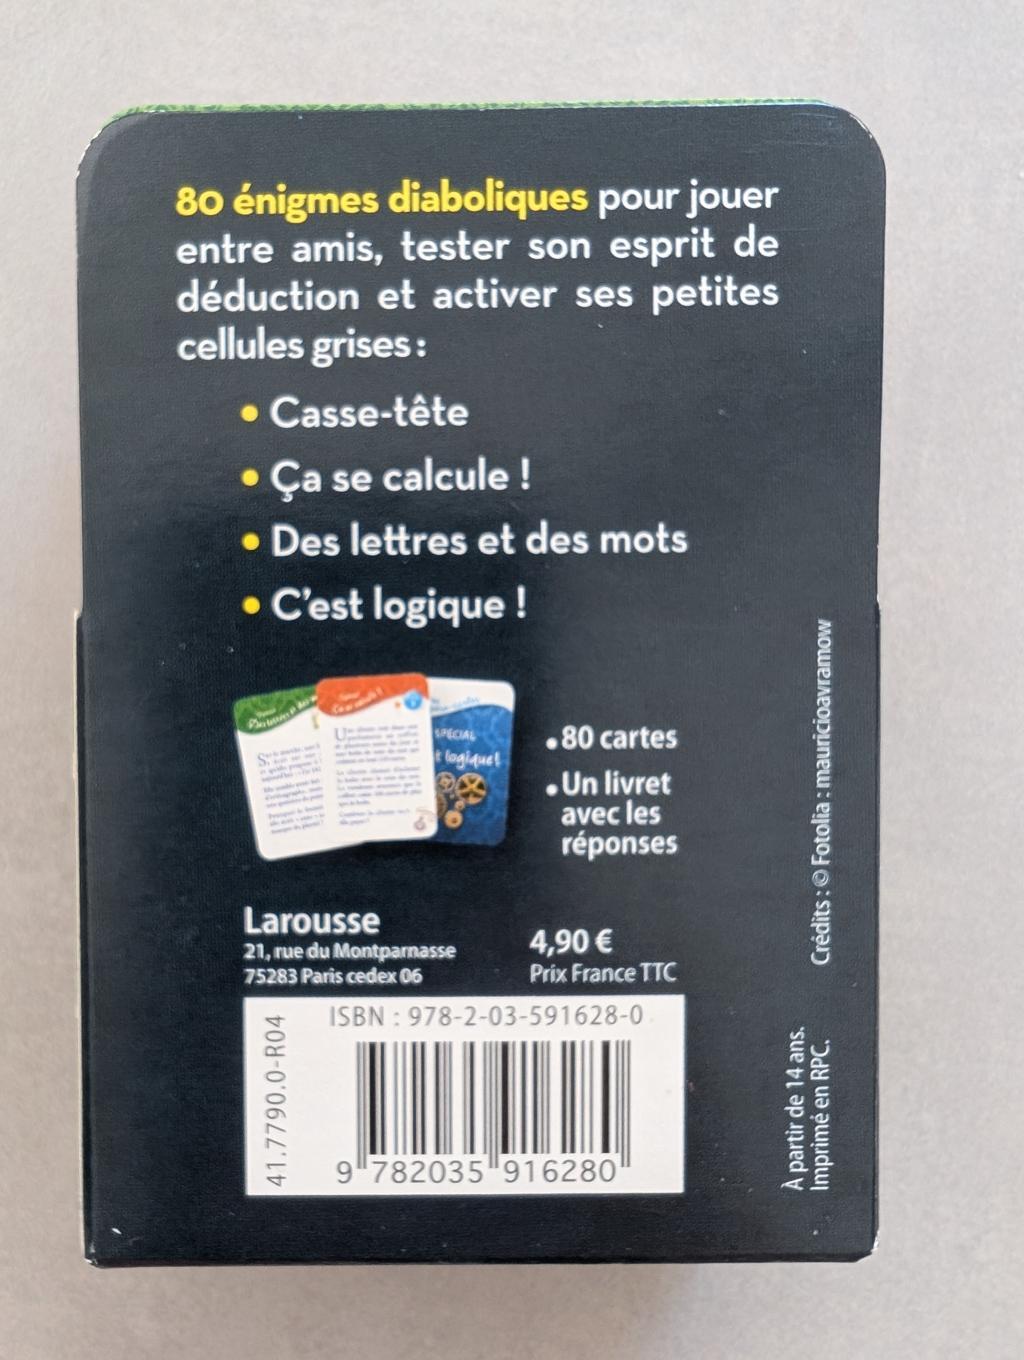 80 énigmes diaboliques pour jouer
entre amis, tester son esprit de
déduction et activer ses petites
cellules grises :
• Casse-tête
• Ça se calcule !
• Des lettres et des mots
• C'est logique !
SPÉCIAL
t logique!
• 80 cartes
• Un livret
avec les
réponses
Larousse
21, rue du Montparnasse
75283 Paris cedex 06
4,90 €
Prix France TTC
ISBN : 978-2-03-591628-0
41.7790.0-R04
9 782035 916280
Crédits : © Fotolia : mauricioavramow
À partir de 14 ans.
Imprimé en RPC.